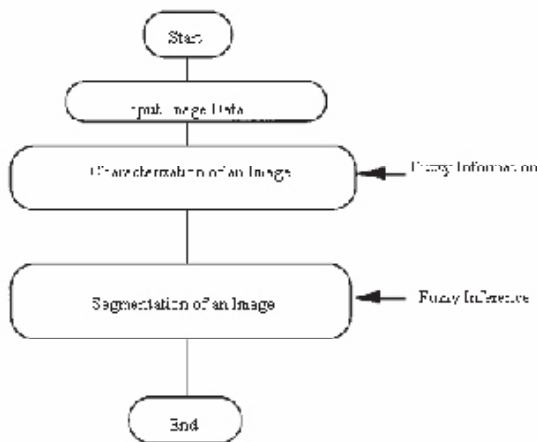 Start
Input Image Data
Characterization of an Image
Fuzzy Information
Segmentation of an Image
Fuzzy Inference
End